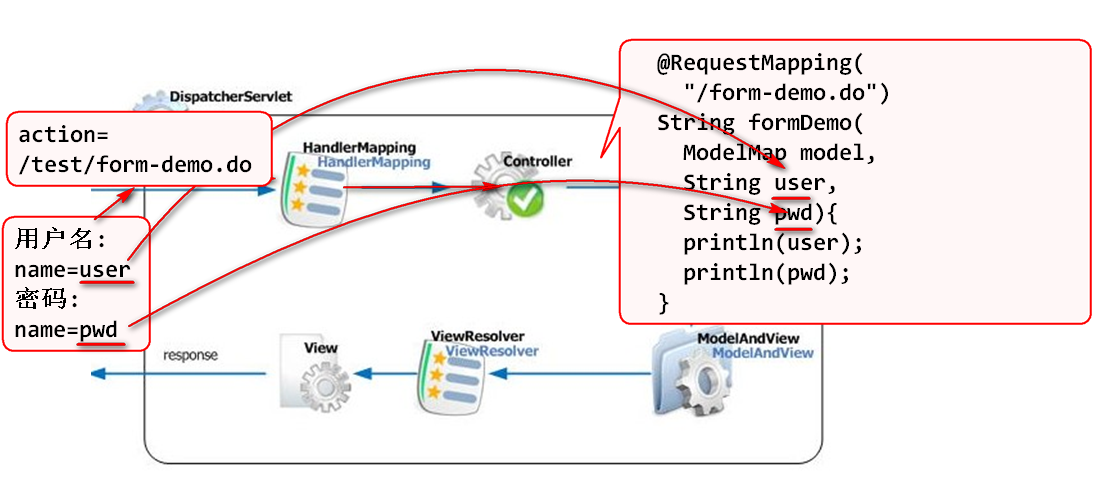 DispatcherServlet
action=
/test/form-demo.do
用户名:
name=user
密码:
name=pwd
HandlerMapping
HandlerMapping
Controller
@RequestMapping(
"/form-demo.do")
String formDemo(
ModelMap model,
String user,
String pwd){
println(user);
println(pwd);
}
response
View
ViewResolver
ViewResolver
ModelAndView
ModelAndView